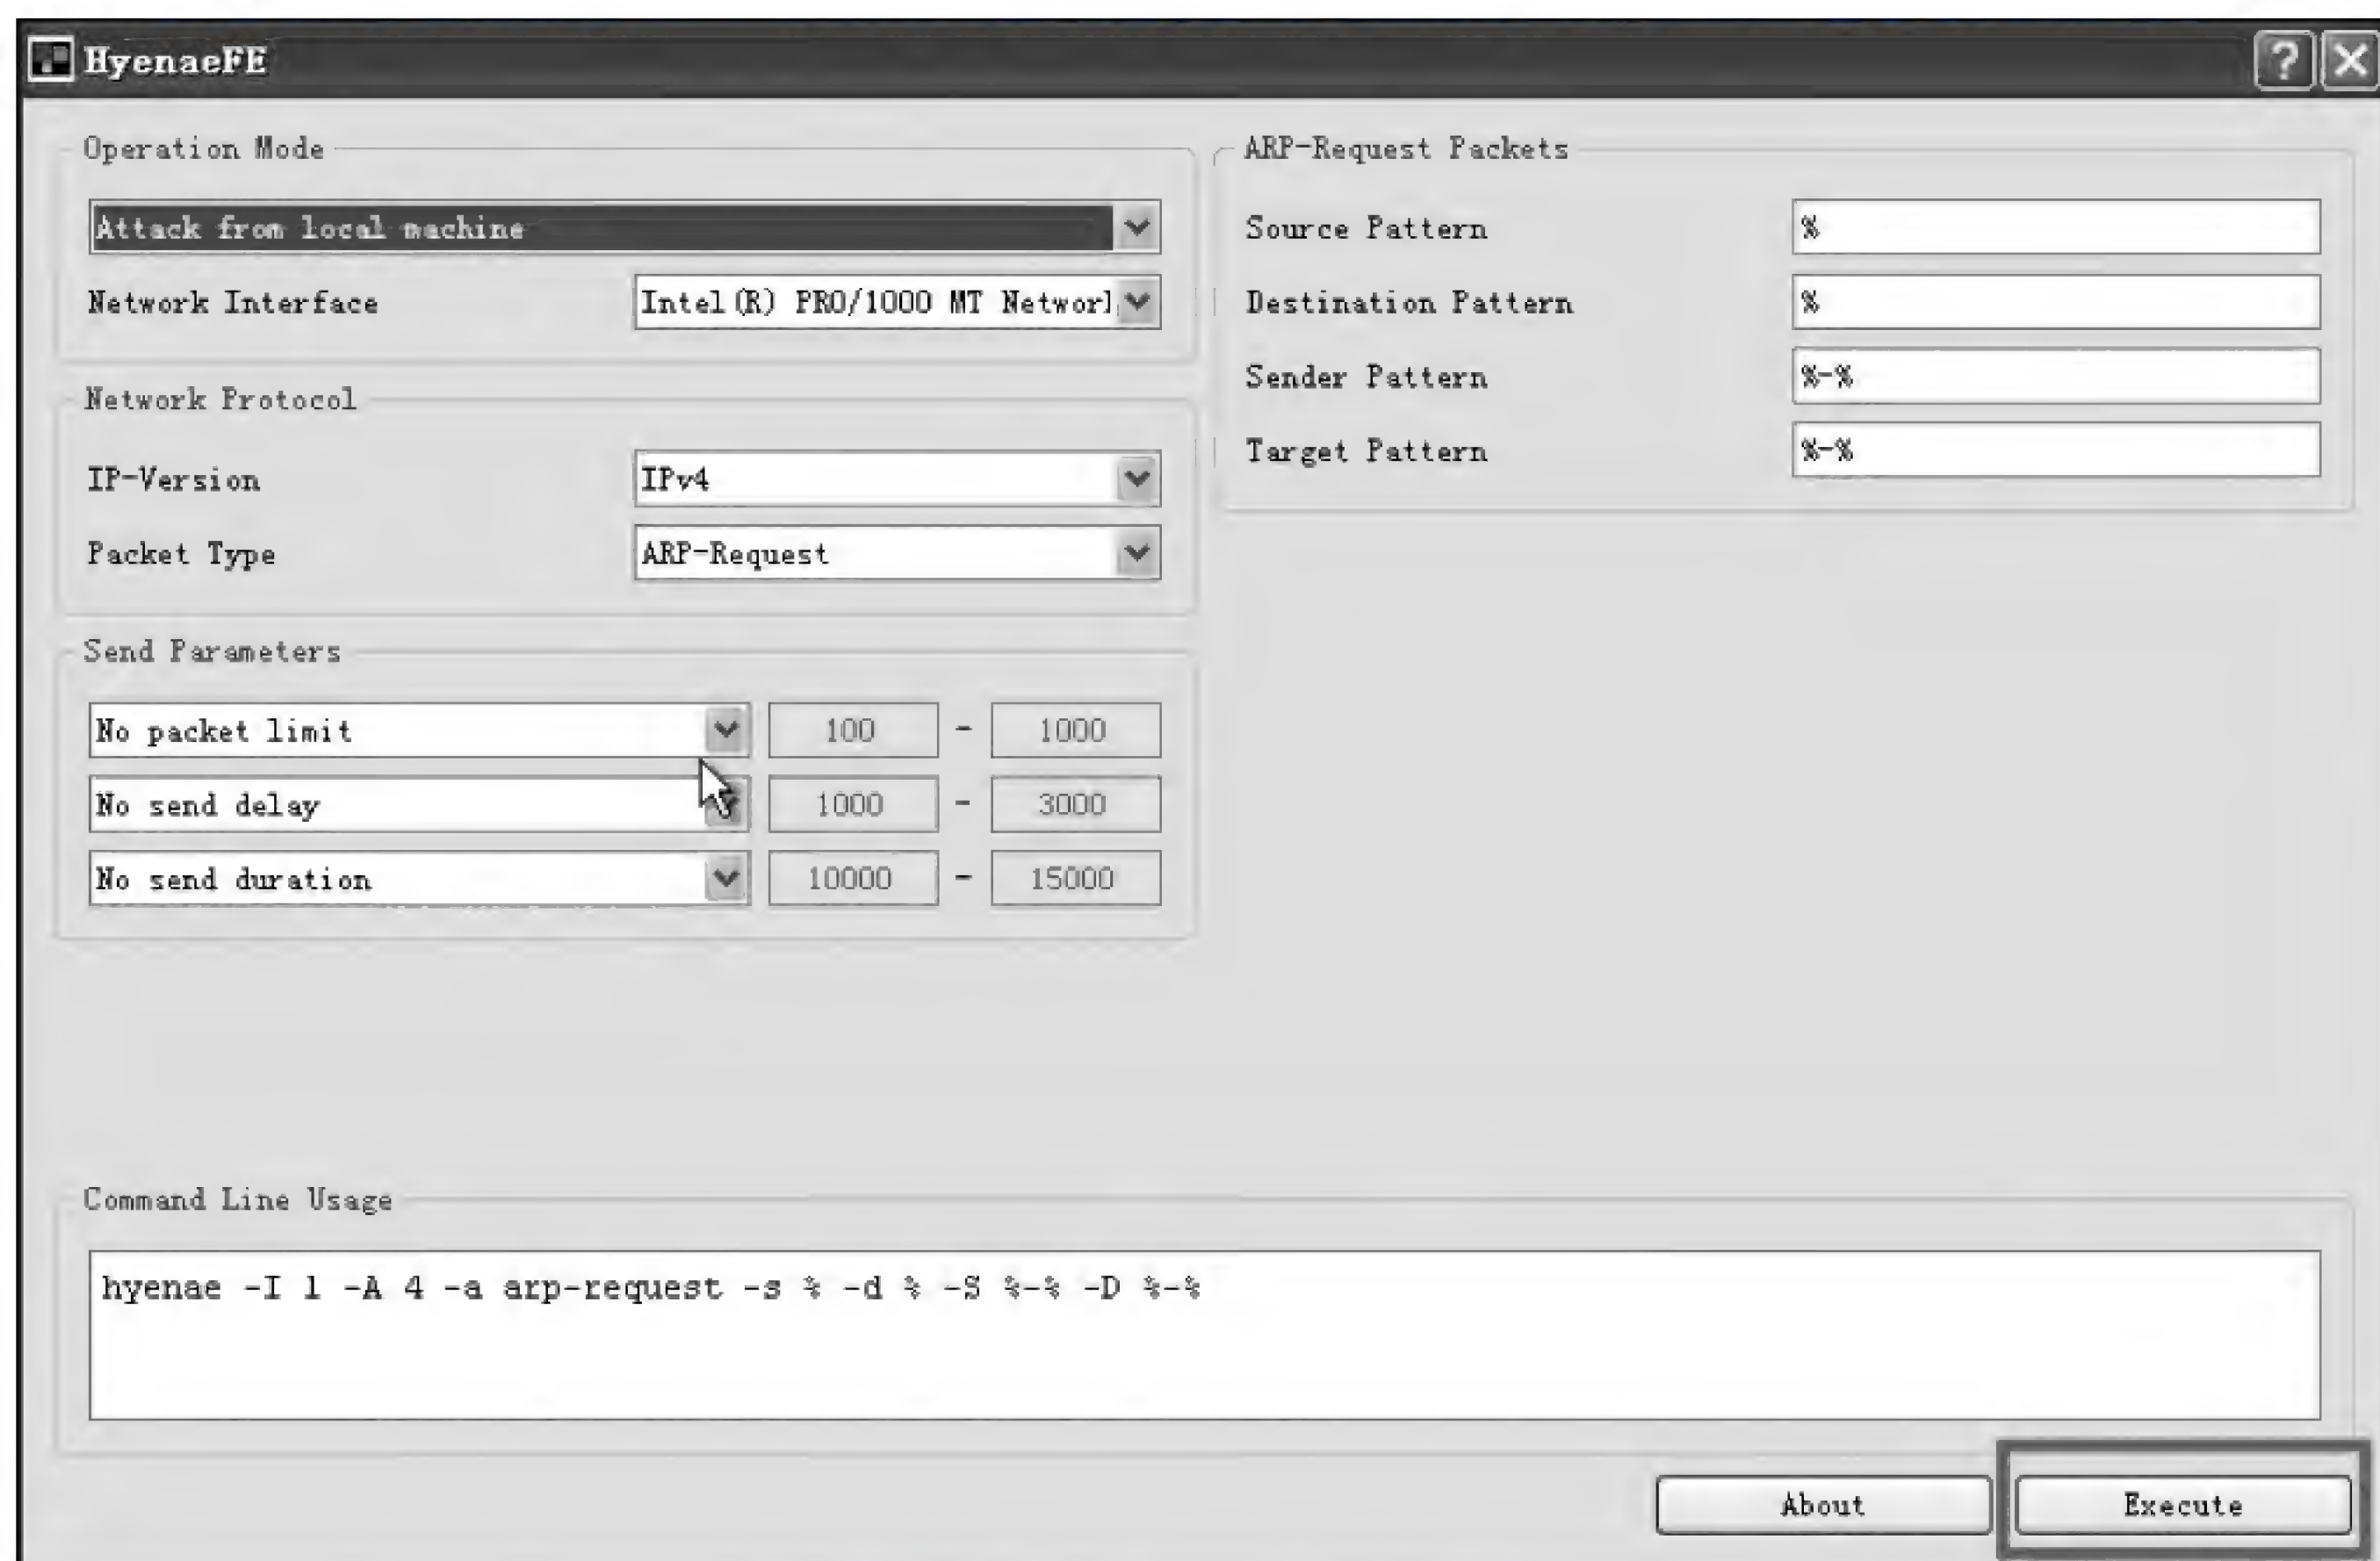 HyenaeFE
Operation Mode
Attack from local machine
Network Interface
Intel(R) PRO/1000 MT Networ
Network Protocol
IP-Version
IPv4
Packet Type
ARP-Request
Send Parameters
No packet limit
100 - 1000
No send delay
1000 - 3000
No send duration
10000 - 15000
ARP-Request Packets
Source Pattern
%
Destination Pattern
%
Sender Pattern
%-%
Target Pattern
%-%
Command Line Usage
hyenae -I 1 -A 4 -a arp-request -s % -d % -S %-% -D %-%
About
Execute